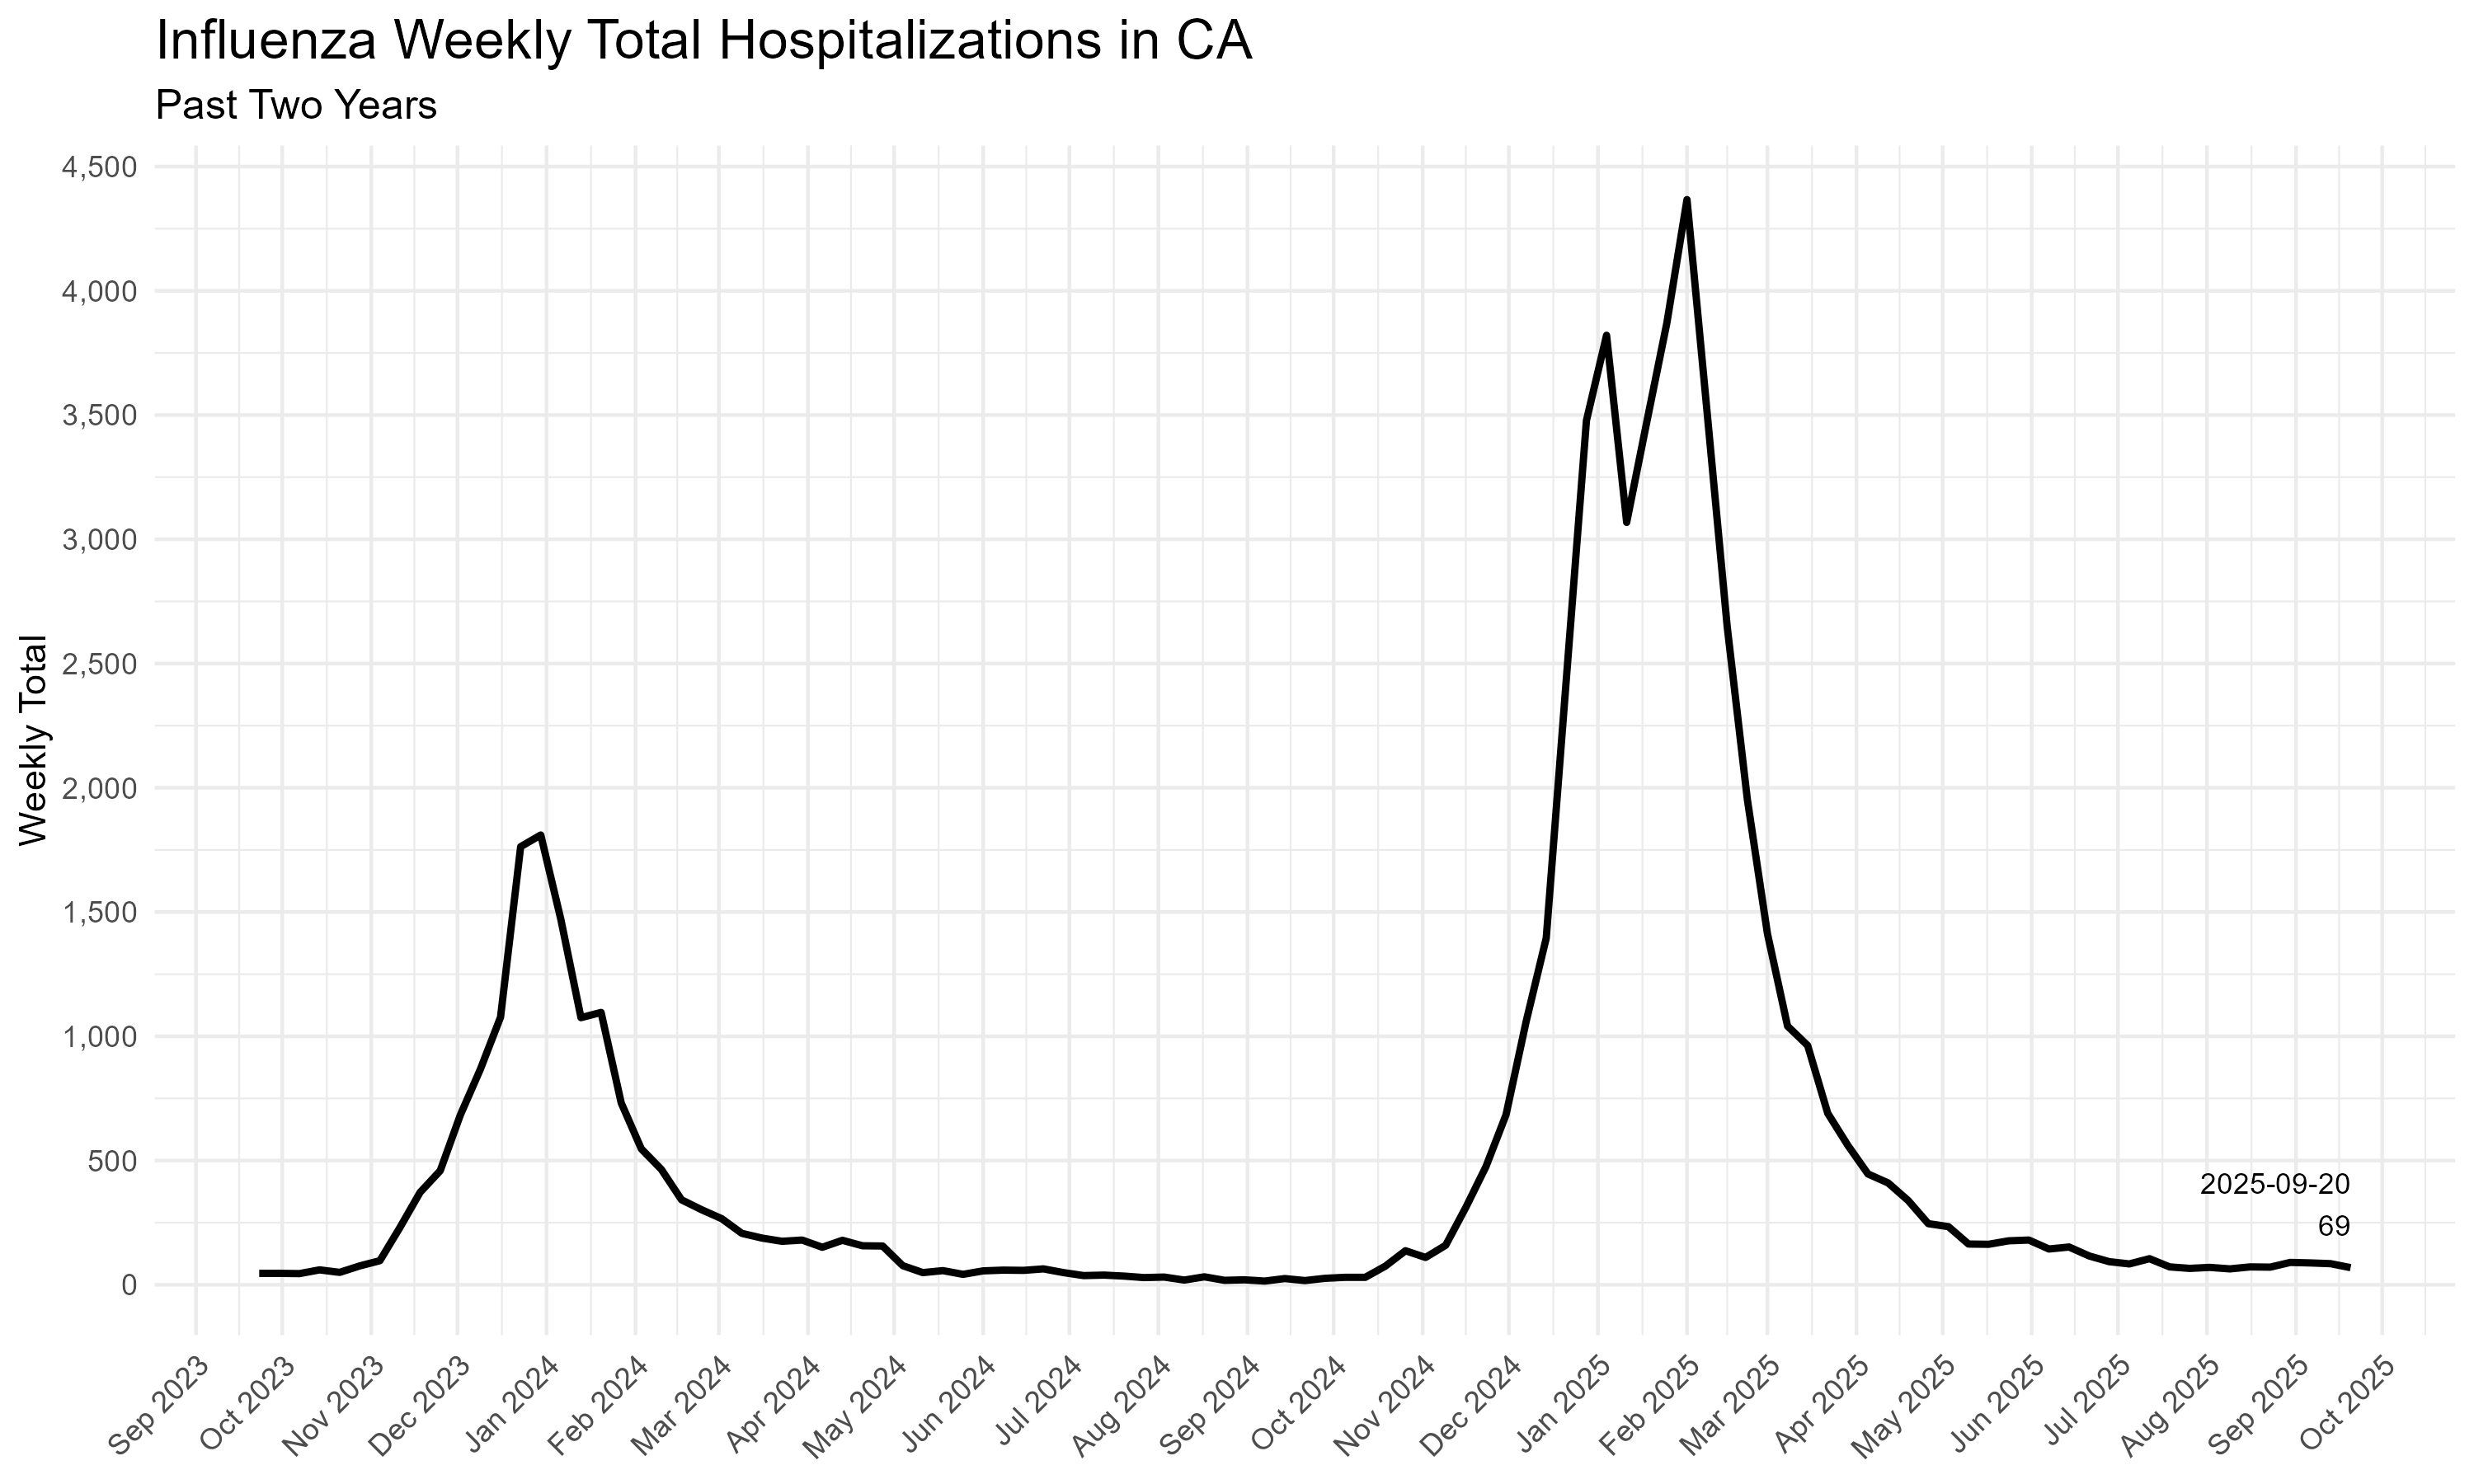 Influenza Weekly Total Hospitalizations in CA
Past Two Years
Weekly Total
4,500
4,000
3,500
3,000
2,500
2,000
1,500
1,000
500
0
2025-09-20
69
Sep 2023
Oct 2023
Nov 2023
Dec 2023
Jan 2024
Feb 2024
Mar 2024
Apr 2024
May 2024
Jun 2024
Jul 2024
Aug 2024
Sep 2024
Oct 2024
Nov 2024
Dec 2024
Jan 2025
Feb 2025
Mar 2025
Apr 2025
May 2025
Jun 2025
Jul 2025
Aug 2025
Sep 2025
Oct 2025